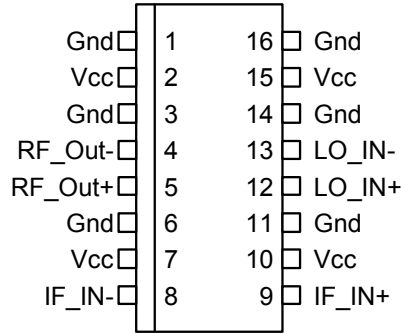 Gnd 1 16 Gnd
Vcc 2 15 Vcc
Gnd 3 14 Gnd
RF_Out- 4 13 LO_IN-
RF_Out+ 5 12 LO_IN+
Gnd 6 11 Gnd
Vcc 7 10 Vcc
IF_IN- 8 9 IF_IN+